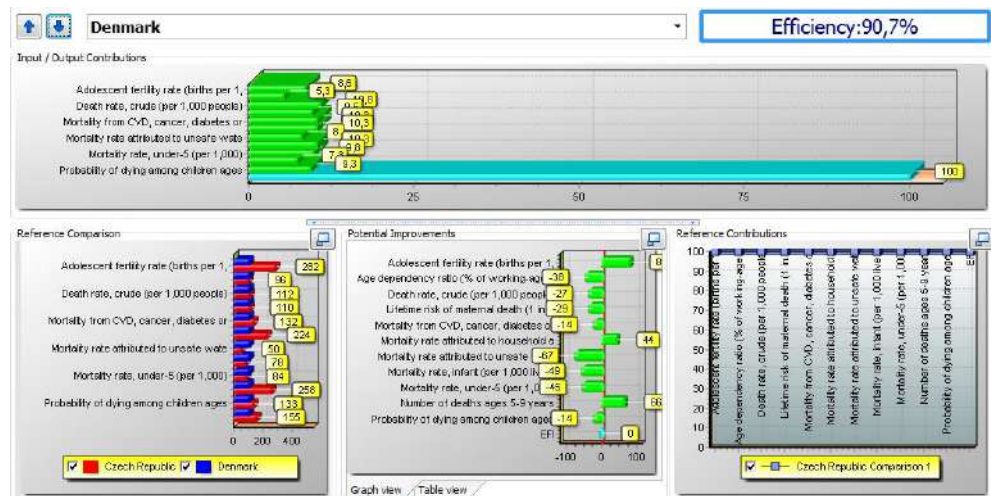 Denmark
Efficiency:90,7%
Input / Output Contributions
Adolescent fertility rate (births per 1,
Death rate, crude (per 1,000 people)
Mortality from CVD, cancer, diabetes or
Mortality rate attributed to unsafe wate
Mortality rate, under-5 (per 1,000)
Probability of dying among children ages
8,6
5,3
10,3
8
9,3
100
0 25 50 75 100
Reference Comparison
Adolescent fertility rate (births per 1,
Death rate, crude (per 1,000 people)
Mortality from CVD, cancer, diabetes or
Mortality rate attributed to unsafe wate
Mortality rate, under-5 (per 1,000)
Probability of dying among children ages
282
96
112
110
132
224
50
78
84
258
133
155
0 200 400
Czech Republic Denmark
Potential Improvements
Adolescent fertility rate (births per 1,
Age dependency ratio (% of working-age
Death rate, crude (per 1,000 peopl
Lifetime risk of maternal death (1 in
Mortality from CVD, cancer, diabetes o
Mortality rate attributed to household a
Mortality rate attributed to unsafe
Mortality rate, infant (per 1,000 liv
Mortality rate, under-5 (per 1,0
Number of deaths ages 5-9 years
Probability of dying among children ages
EFI
8
-38
-27
-29
-14
44
-67
-49
-45
66
-14
0
-100 0 100
Graph view Table view
Reference Contributions
100
90
80
70
60
50
40
30
20
10
0
Adolescent fertility rate (births per
Age dependency ratio (% of working-age
Death rate, crude (per 1,000 people
Lifetime risk of maternal death (1 in
Mortality from CVD, cancer, diabetes o
Mortality rate attributed to household
Mortality rate attributed to unsafe wat
Mortality rate, infant (per 1,000 live
Mortality rate, under-5 (per 1,000
Number of deaths ages 5-9 years
Probability of dying among children age
EFI
Czech Republic Comparison 1